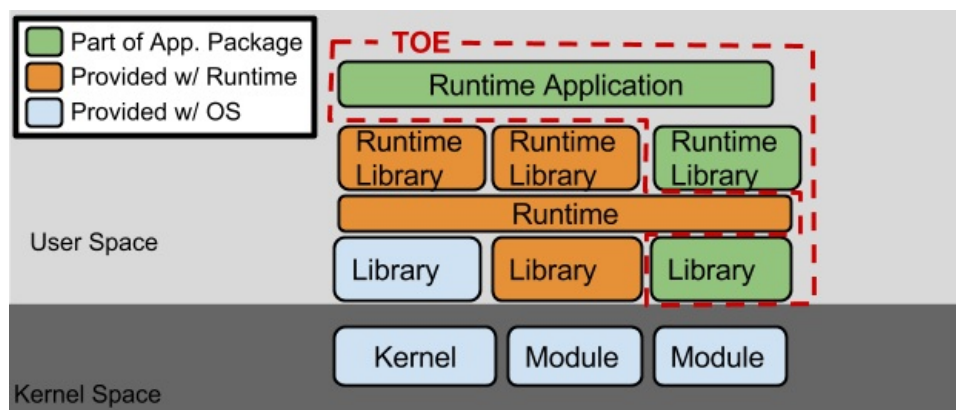 Part of App. Package
Provided w/ Runtime
Provided w/ OS
TOE
Runtime Application
Runtime
Library
Runtime
Library
Runtime
Library
Runtime
User Space
Library
Library
Library
Kernel
Module
Module
Kernel Space